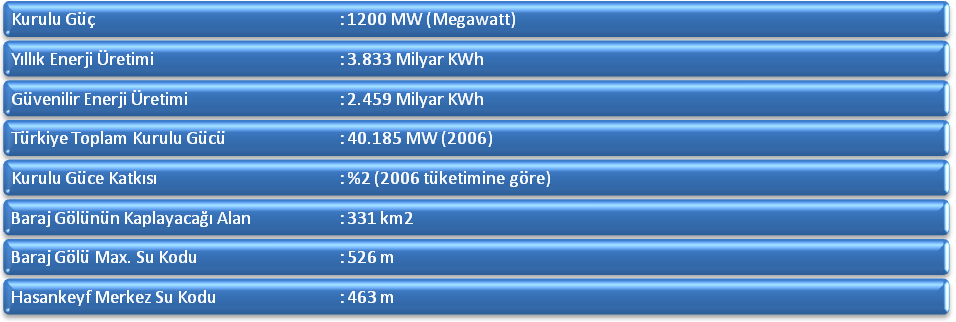 Kurulu Güç : 1200 MW (Megawatt)
Yıllık Enerji Üretimi : 3.833 Milyar KWh
Güvenilir Enerji Üretimi : 2.459 Milyar KWh
Türkiye Toplam Kurulu Gücü : 40.185 MW (2006)
Kurulu Güce Katkısı : %2 (2006 tüketimine göre)
Baraj Gölünün Kaplayacağı Alan : 331 km2
Baraj Gölü Max. Su Kodu : 526 m
Hasankeyf Merkez Su Kodu : 463 m